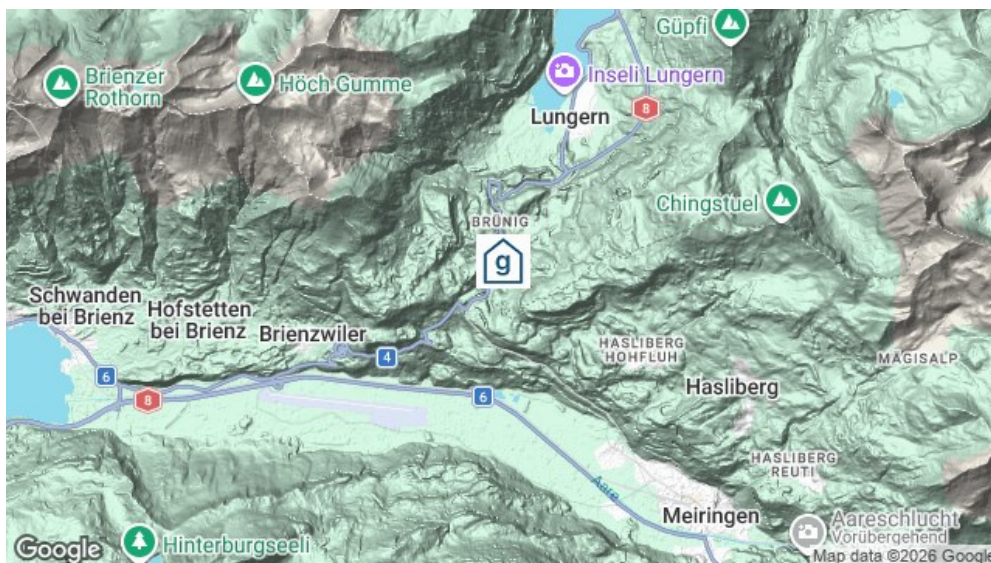 Güpfi
Brienzer
Rothorn
Höch Gumme
Inseli Lungern
8
Lungern
Chingstuel
BRÜNIG
g
Schwanden
bei Brienz
Hofstetten
bei Brienz
Brienzwiler
HASLIBERG
HOHFLUH
MÄGISALP
4
6
Hasliberg
8
6
HASLIBERG
REUTI
Aare
Meiringen
Aareschlucht
Vorübergehend
Hinterburgseeli
Google
Map data ©2026 Google